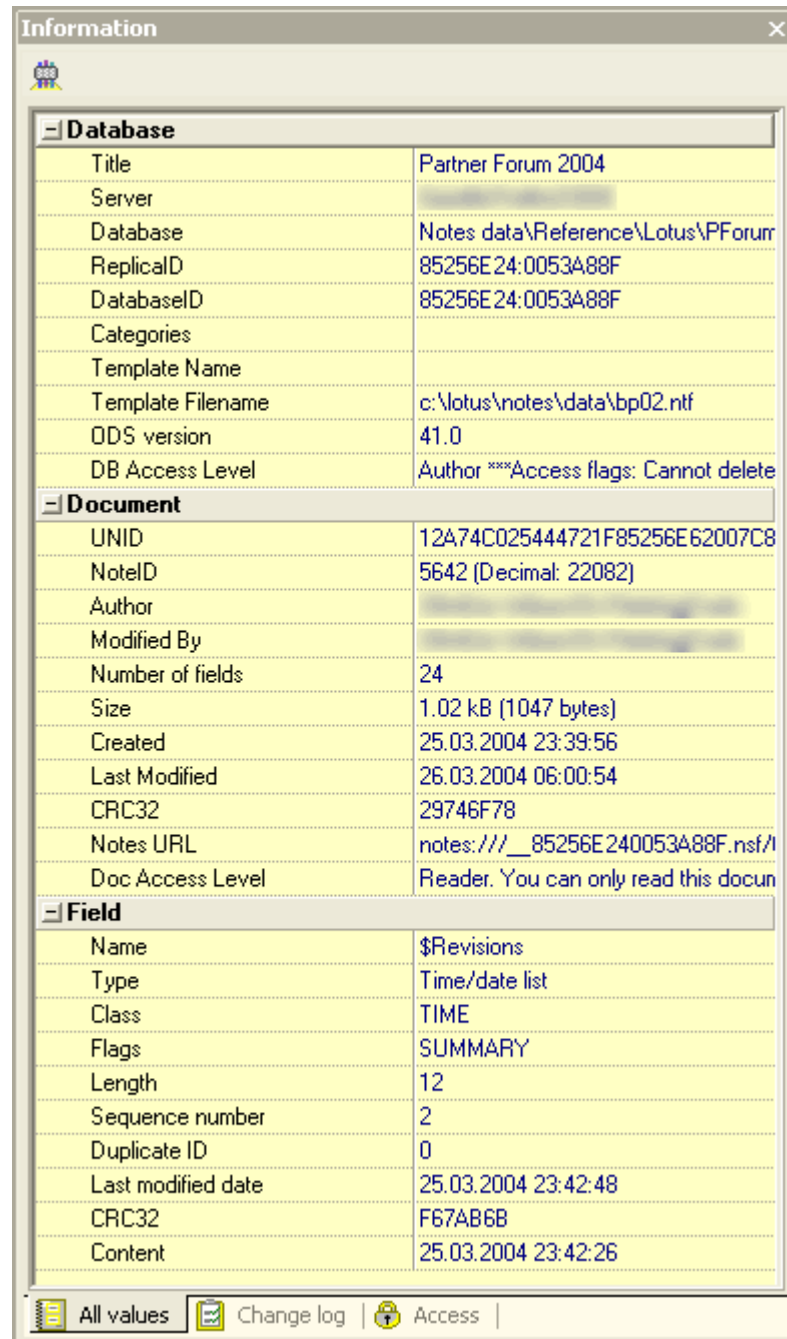 Information
Database
Title Partner Forum 2004
Server
Database Notes data\Reference\Lotus\PForum
ReplicaID 85256E24:0053A88F
DatabaseID 85256E24:0053A88F
Categories
Template Name
Template Filename c:\lotus\notes\data\bp02.ntf
ODS version 41.0
DB Access Level Author ***Access flags: Cannot delete
Document
UNID 12A74C025444721F85256E62007C8
NoteID 5642 (Decimal: 22082)
Author
Modified By
Number of fields 24
Size 1.02 kB (1047 bytes)
Created 25.03.2004 23:39:56
Last Modified 26.03.2004 06:00:54
CRC32 29746F78
Notes URL notes:///__85256E240053A88F.nsf/
Doc Access Level Reader. You can only read this docum
Field
Name $Revisions
Type Time/date list
Class TIME
Flags SUMMARY
Length 12
Sequence number 2
Duplicate ID 0
Last modified date 25.03.2004 23:42:48
CRC32 F67AB6B
Content 25.03.2004 23:42:26
All values Change log Access